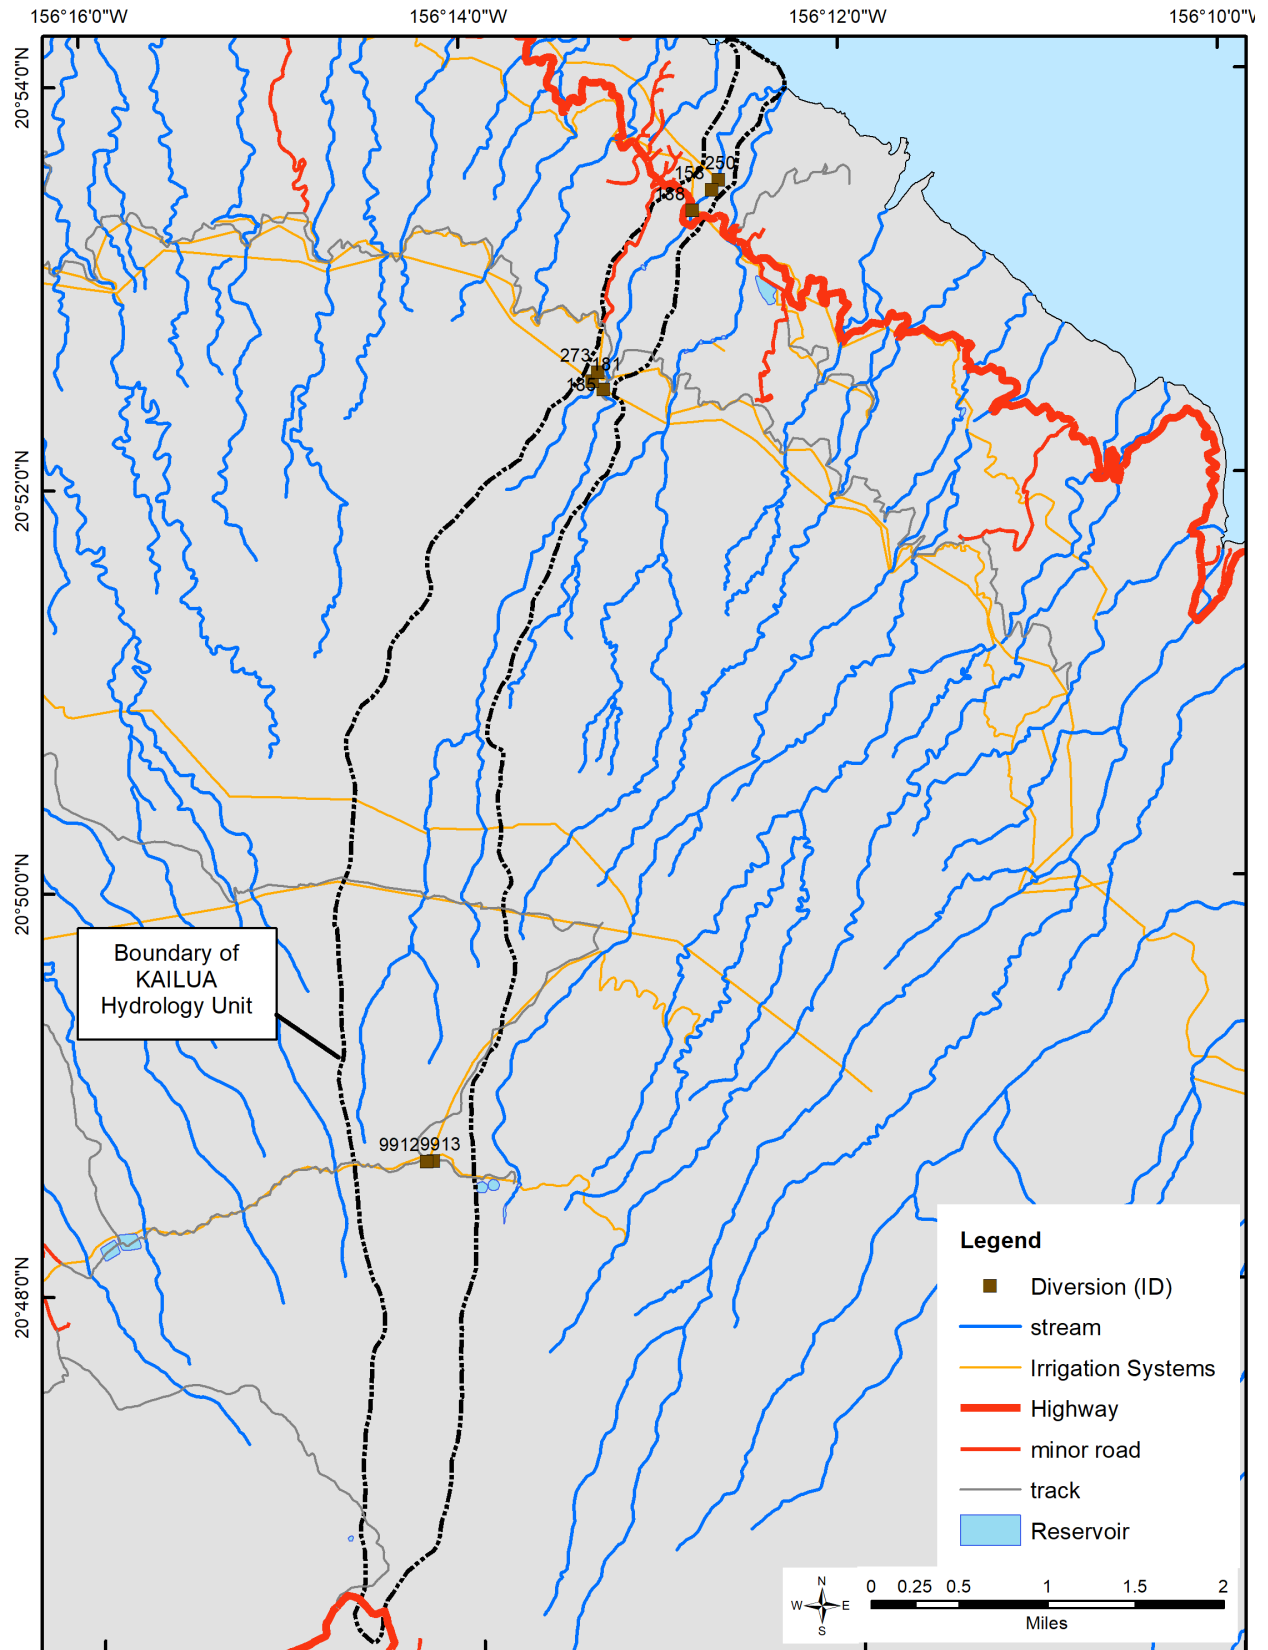 156°16'0"W 156°14'0"W 156°12'0"W 156°10'0"W
20°54'0"N
250
158
188
273
181
185
20°52'0"N
20°50'0"N
Boundary of
KAILUA
Hydrology Unit
9912 9913
20°48'0"N
Legend
Diversion (ID)
stream
Irrigation Systems
Highway
minor road
track
Reservoir
N
W E
S
0 0.25 0.5 1 1.5 2
Miles